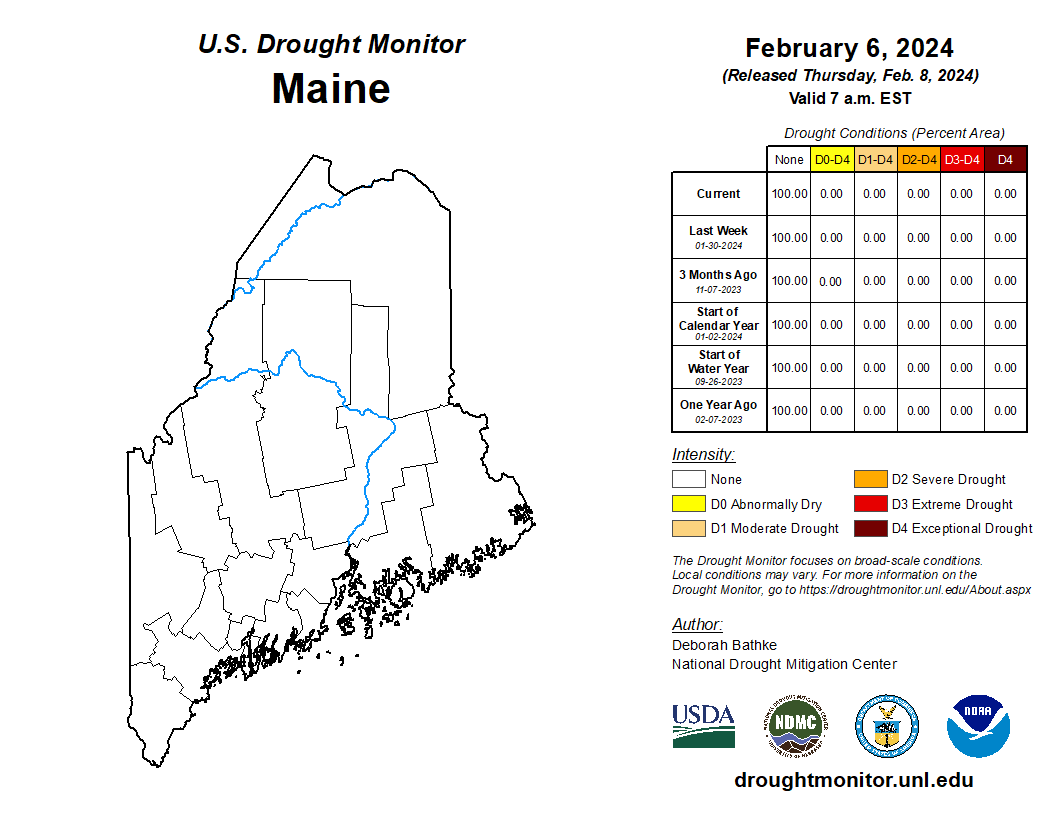 U.S. Drought Monitor
Maine
February 6, 2024
(Released Thursday, Feb. 8, 2024)
Valid 7 a.m. EST
Drought Conditions (Percent Area)
None D0-D4 D1-D4 D2-D4 D3-D4 D4
Current 100.00 0.00 0.00 0.00 0.00 0.00
Last Week
01-30-2024
100.00 0.00 0.00 0.00 0.00 0.00
3 Months Ago
11-07-2023
100.00 0.00 0.00 0.00 0.00 0.00
Start of
Calendar Year
01-02-2024
100.00 0.00 0.00 0.00 0.00 0.00
Start of
Water Year
09-26-2023
100.00 0.00 0.00 0.00 0.00 0.00
One Year Ago
02-07-2023
100.00 0.00 0.00 0.00 0.00 0.00
Intensity:
None
D0 Abnormally Dry
D1 Moderate Drought
D2 Severe Drought
D3 Extreme Drought
D4 Exceptional Drought
The Drought Monitor focuses on broad-scale conditions.
Local conditions may vary. For more information on the
Drought Monitor, go to https://droughtmonitor.unl.edu/About.aspx
Author:
Deborah Bathke
National Drought Mitigation Center
USDA
NDMC
NOAA
droughtmonitor.unl.edu